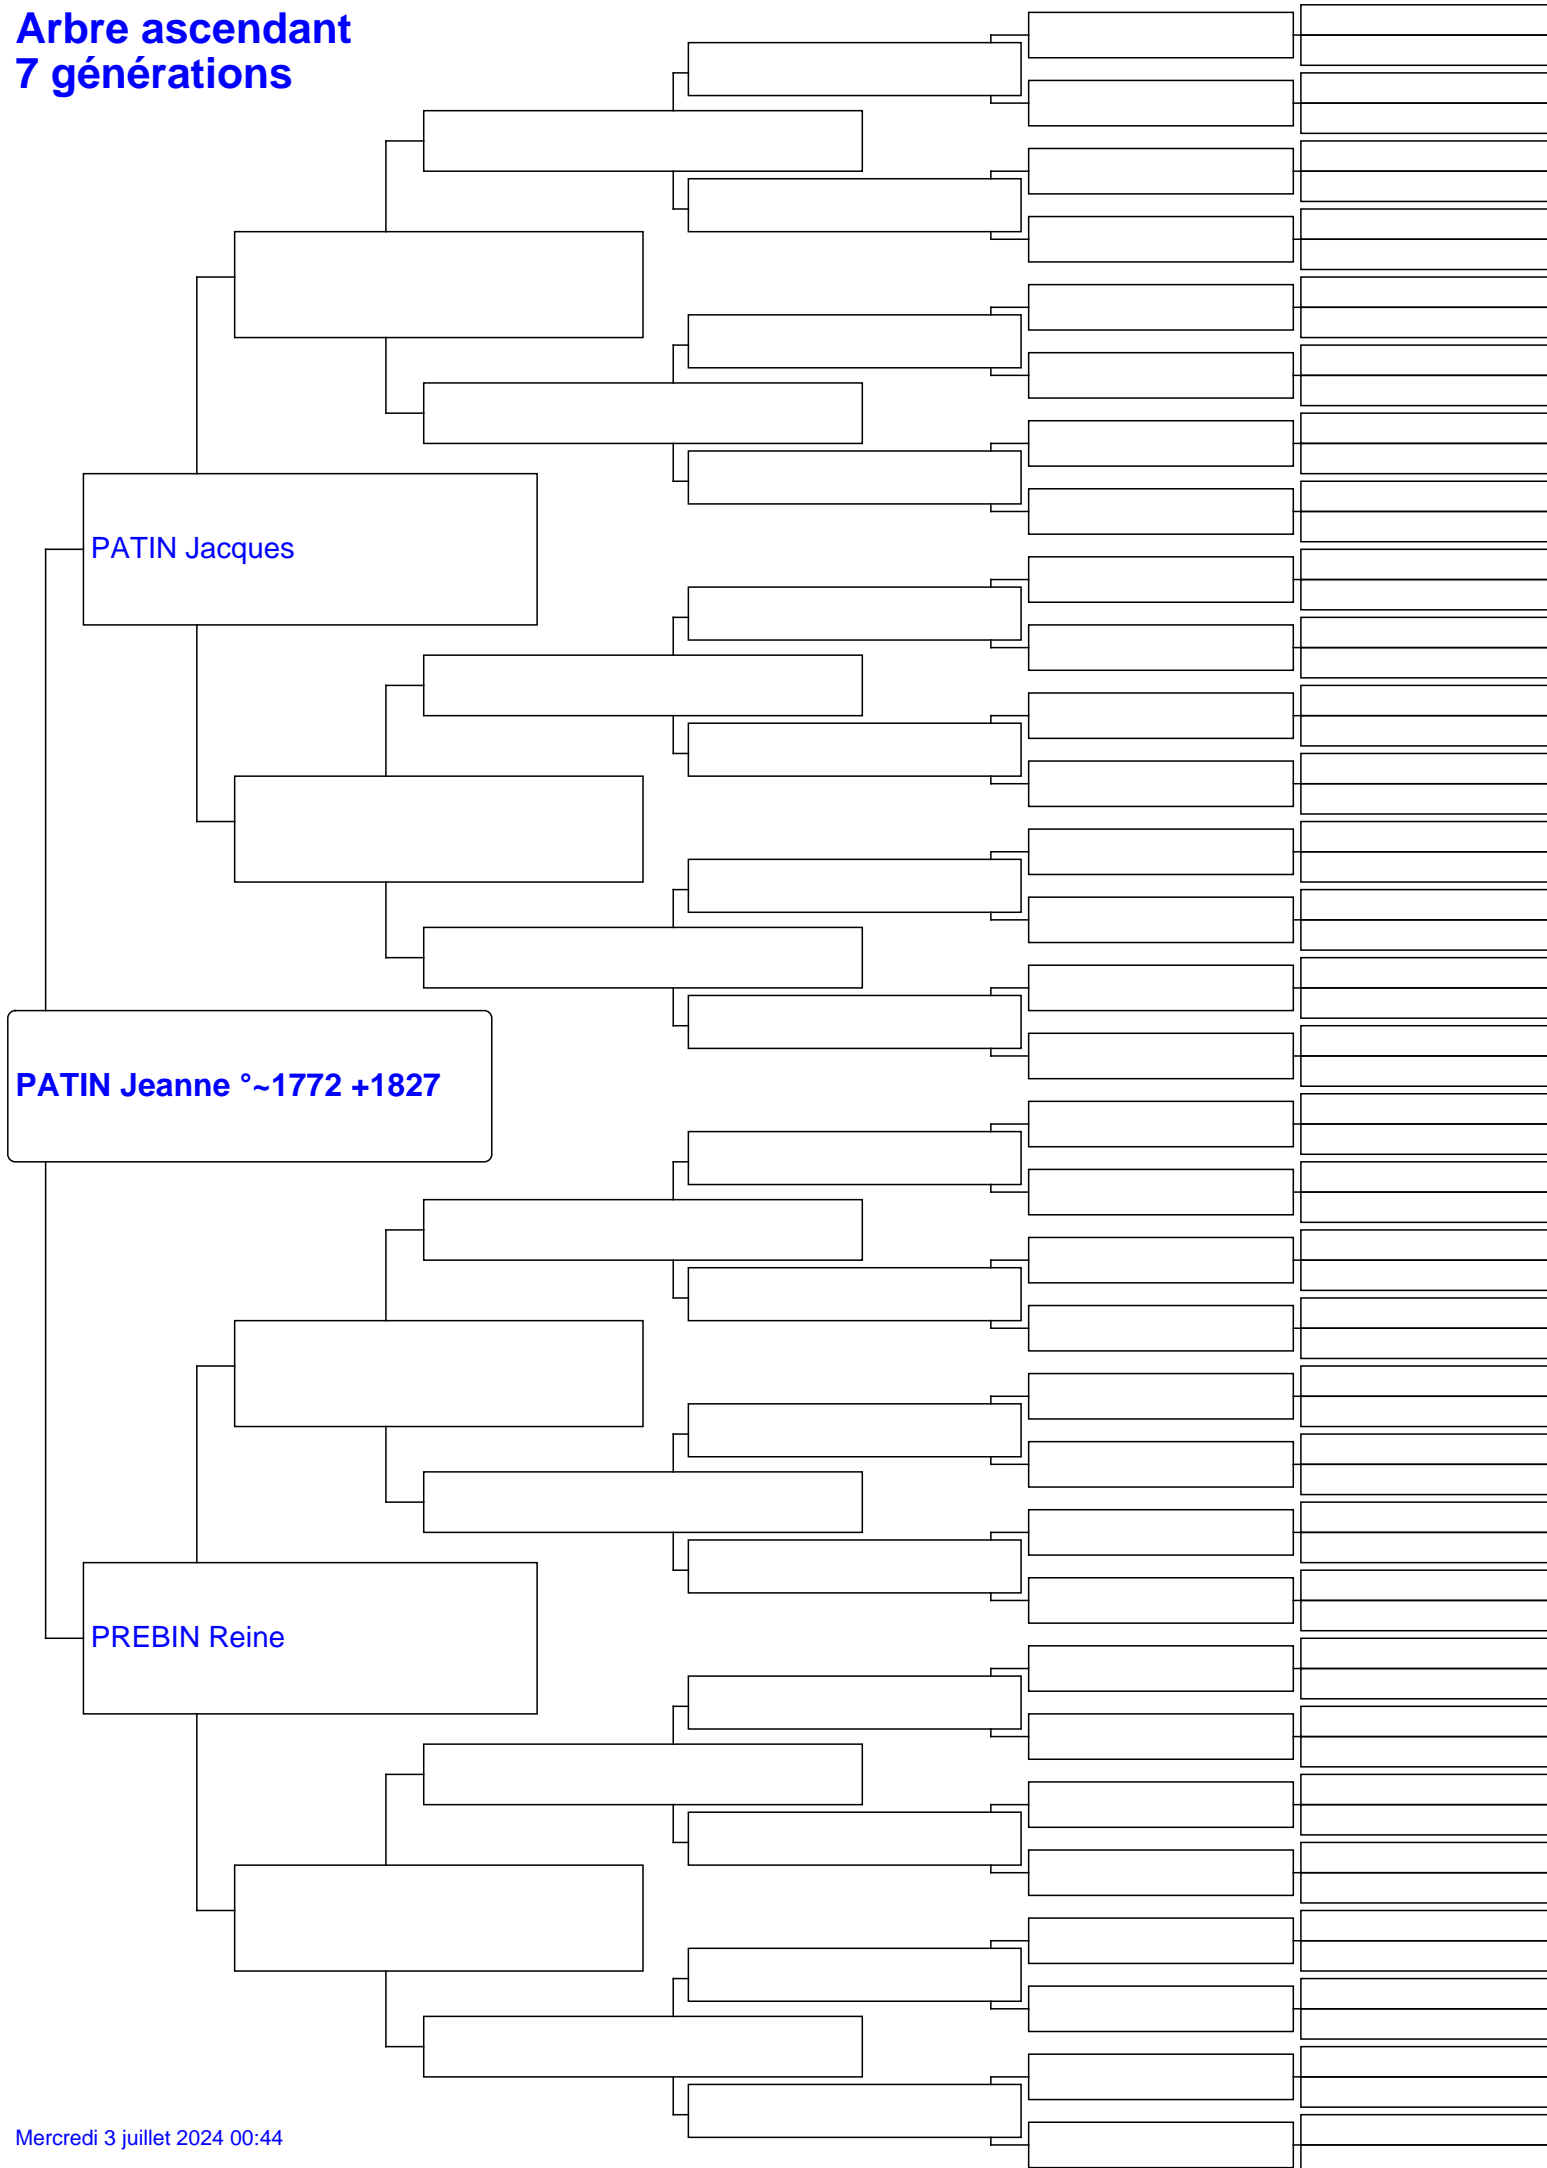 Arbre ascendant
7 générations
PATIN Jacques
PATIN Jeanne °~1772 +1827
PREBIN Reine
Mercredi 3 juillet 2024 00:44